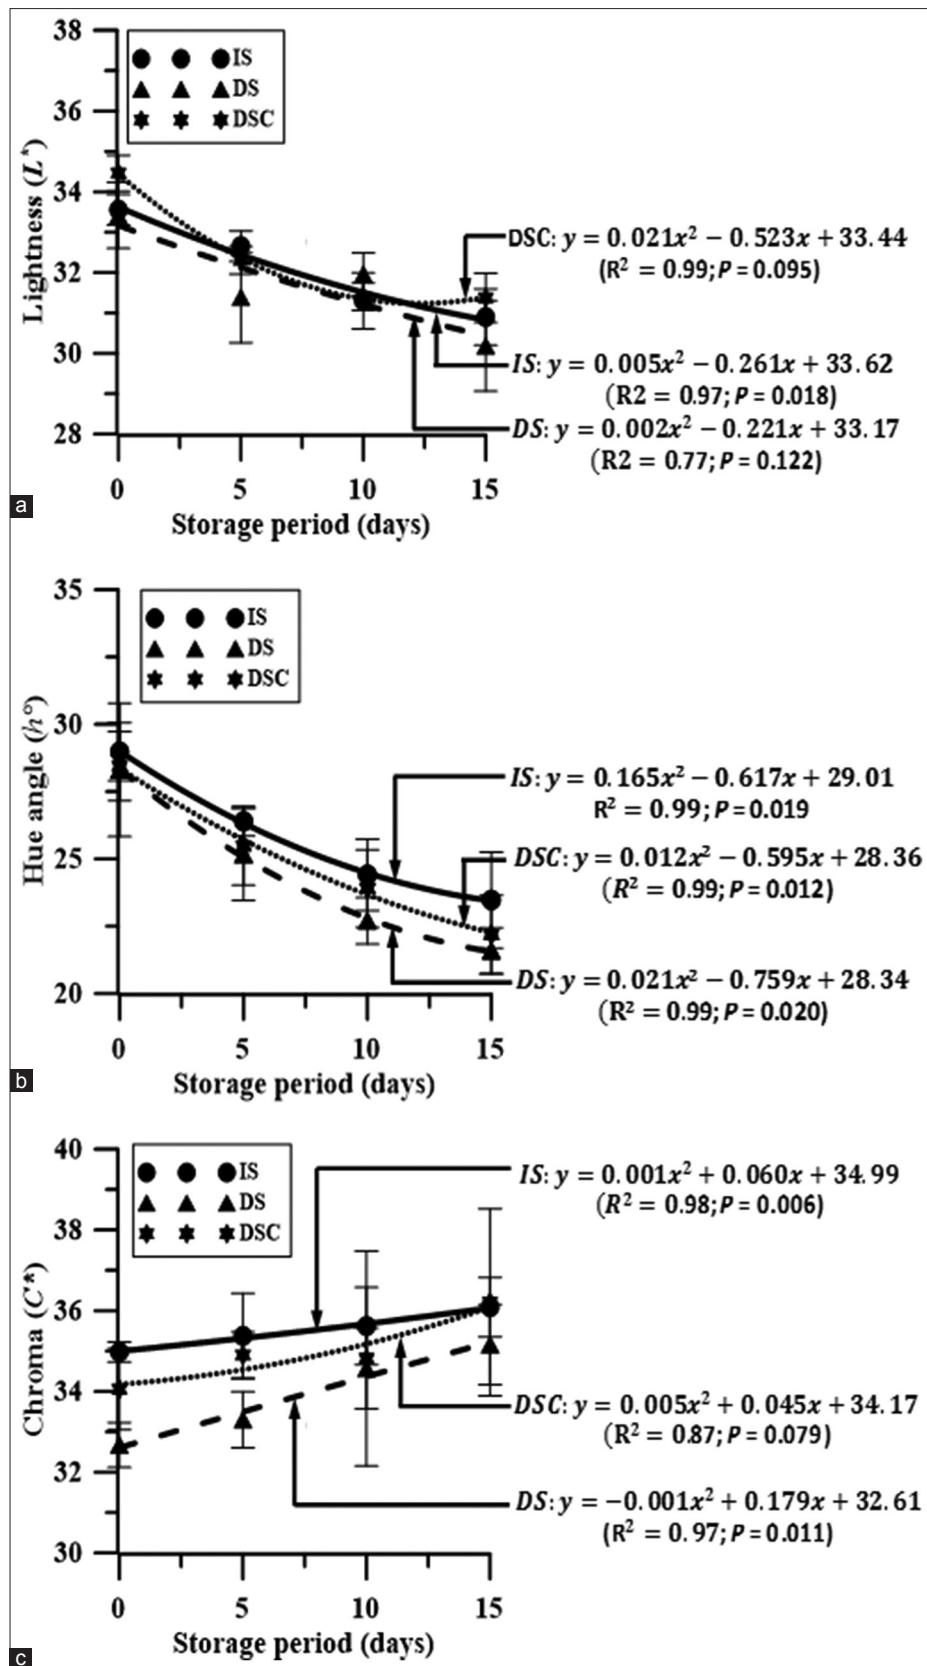 38
36
34
32
30
28
Lightness (L*)
IS
DS
DSC
DSC: y = 0.021x² − 0.523x + 33.44
(R² = 0.99; P = 0.095)
IS: y = 0.005x² − 0.261x + 33.62
(R2 = 0.97; P = 0.018)
DS: y = 0.002x² − 0.221x + 33.17
(R2 = 0.77; P = 0.122)
0 5 10 15
Storage period (days)
a
35
30
25
20
Hue angle (h°)
IS
DS
DSC
IS: y = 0.165x² − 0.617x + 29.01
R² = 0.99; P = 0.019
DSC: y = 0.012x² − 0.595x + 28.36
(R² = 0.99; P = 0.012)
DS: y = 0.021x² − 0.759x + 28.34
(R² = 0.99; P = 0.020)
0 5 10 15
Storage period (days)
b
40
38
36
34
32
30
Chroma (C*)
IS
DS
DSC
IS: y = 0.001x² + 0.060x + 34.99
(R² = 0.98; P = 0.006)
DSC: y = 0.005x² + 0.045x + 34.17
(R² = 0.87; P = 0.079)
DS: y = −0.001x² + 0.179x + 32.61
(R² = 0.97; P = 0.011)
0 5 10 15
Storage period (days)
c